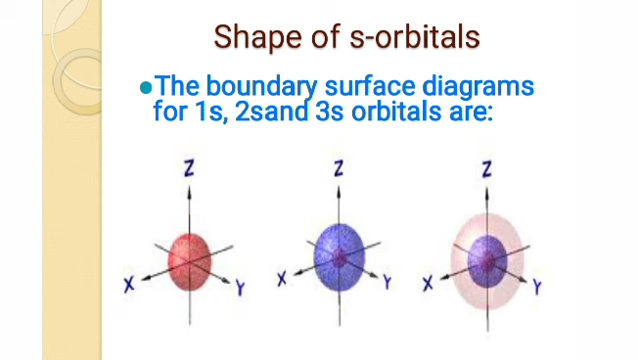 Shape of s-orbitals
The boundary surface diagrams
for 1s, 2sand 3s orbitals are:
Z Z Z
X Y X Y X Y